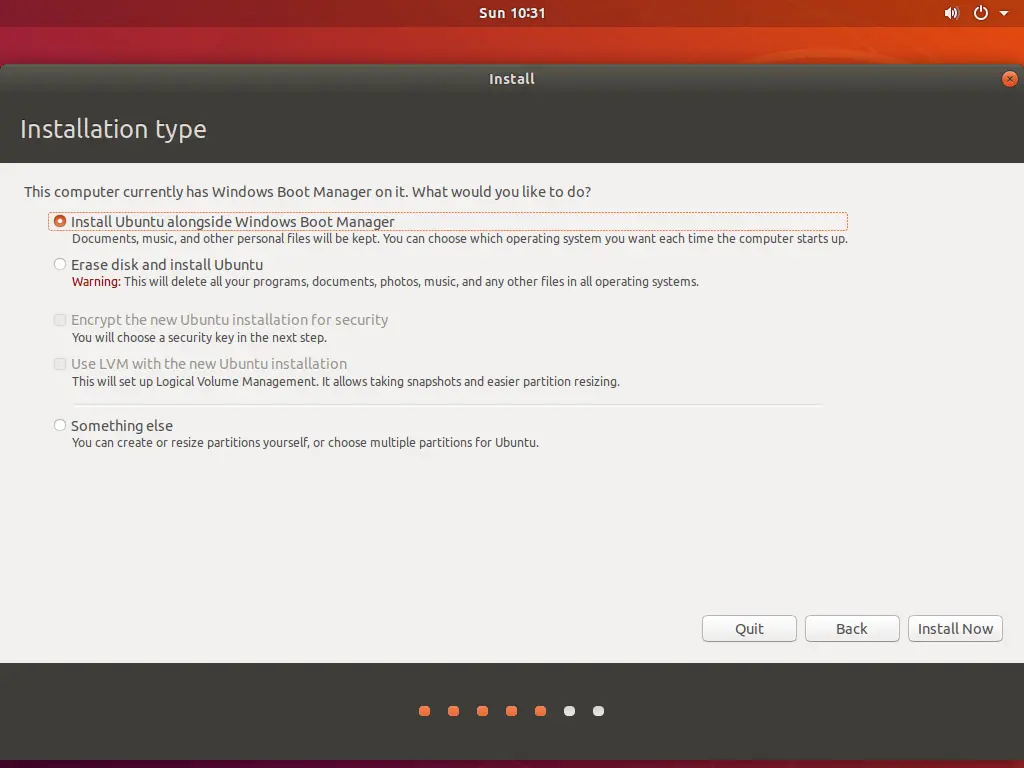 Sun 10:31
Install
Installation type
This computer currently has Windows Boot Manager on it. What would you like to do?
Install Ubuntu alongside Windows Boot Manager
Documents, music, and other personal files will be kept. You can choose which operating system you want each time the computer starts up.
Erase disk and install Ubuntu
Warning: This will delete all your programs, documents, photos, music, and any other files in all operating systems.
Encrypt the new Ubuntu installation for security
You will choose a security key in the next step.
Use LVM with the new Ubuntu installation
This will set up Logical Volume Management. It allows taking snapshots and easier partition resizing.
Something else
You can create or resize partitions yourself, or choose multiple partitions for Ubuntu.
Quit Back Install Now